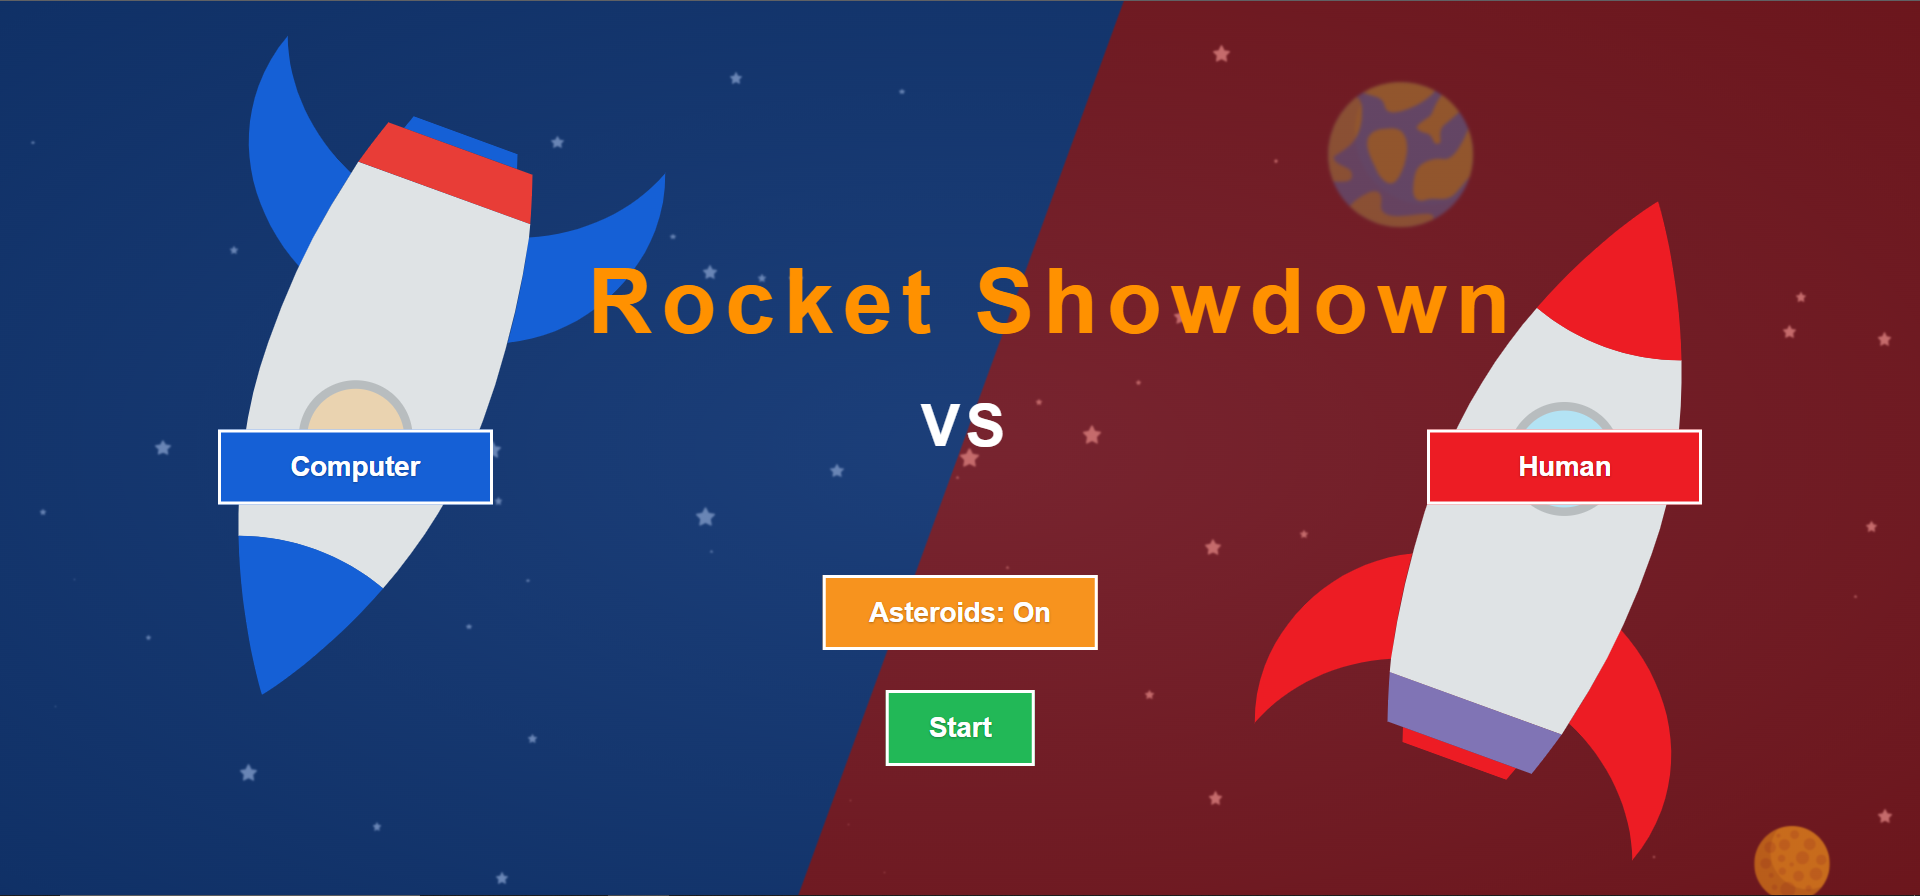 Rocket Showdown
VS
Computer
Human
Asteroids: On
Start